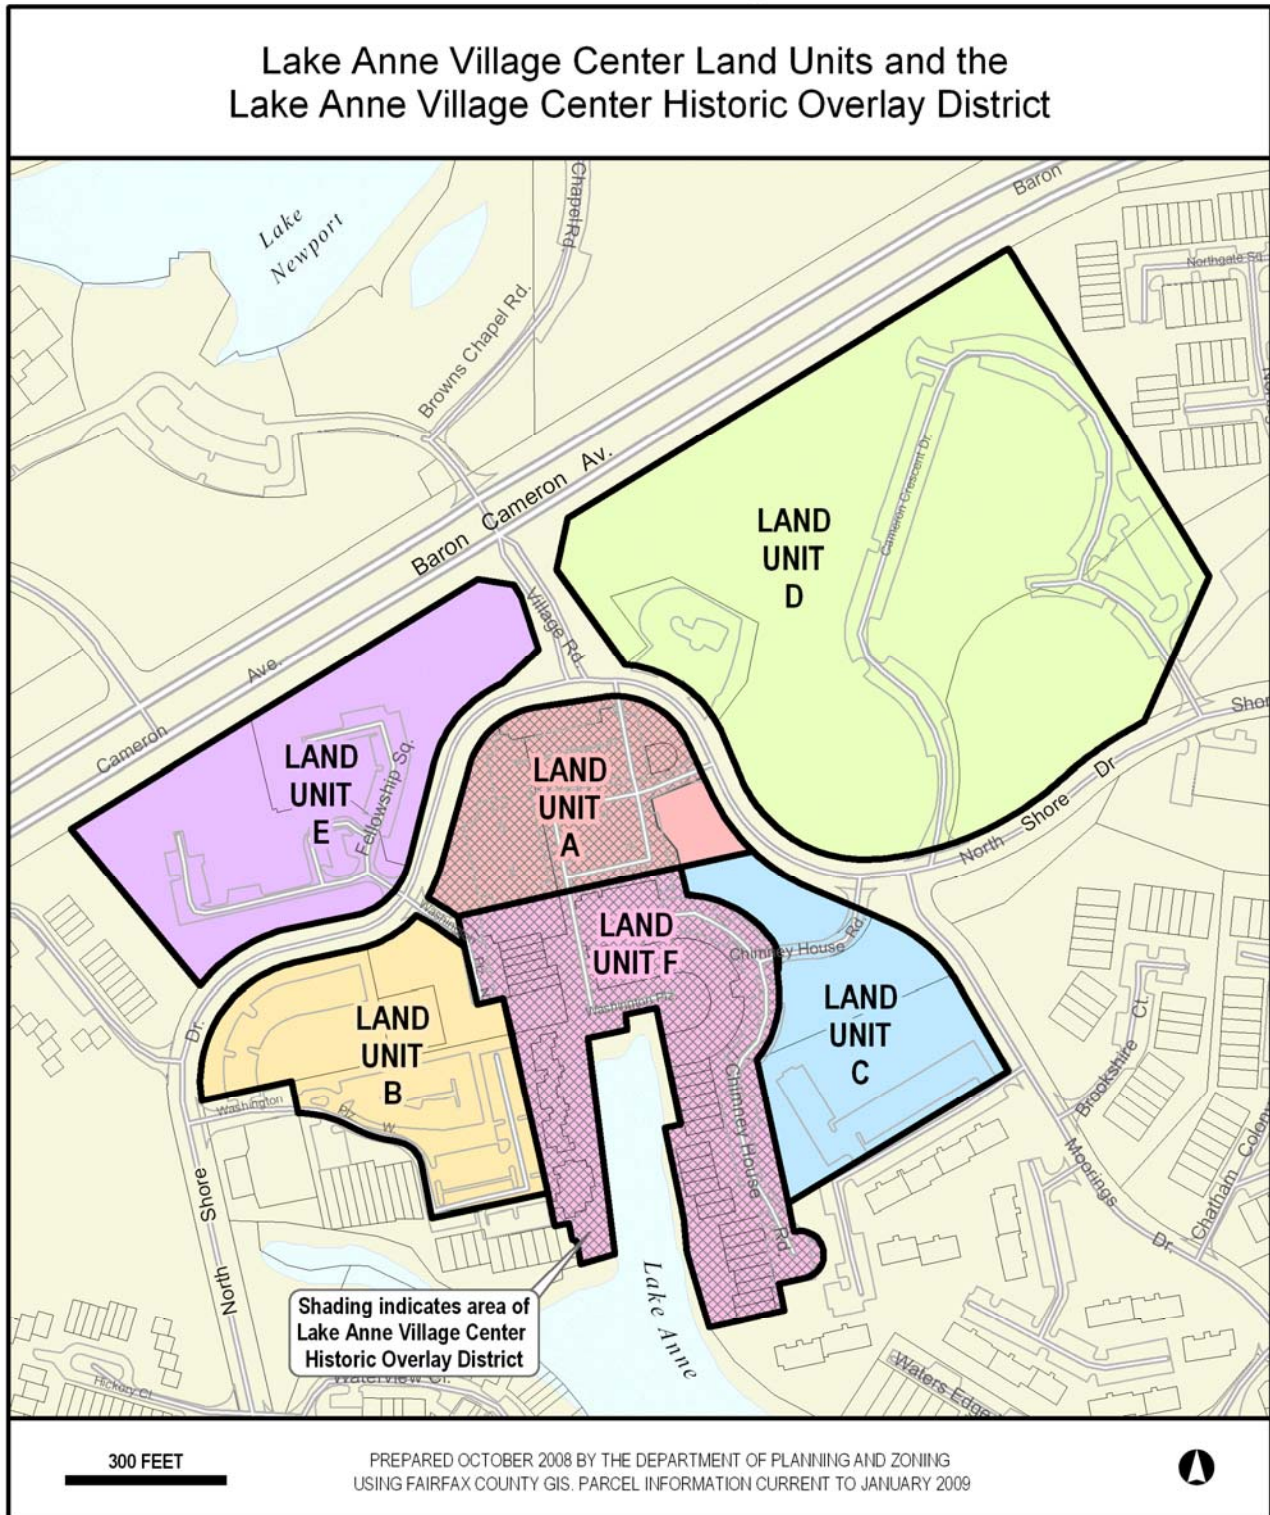 Lake Anne Village Center Land Units and the
Lake Anne Village Center Historic Overlay District
Baron
Chapel Rd.
Lake
Newport
Northgate Sq
Browns Chapel Rd.
Baron Cameron Av.
Cameron Crescent Dr.
LAND
UNIT
D
Village Rd.
Ave.
Cameron
Shor
LAND
UNIT
E
Fellowship Sq.
LAND
UNIT
A
North Shore Dr
Washington
Plz
LAND
UNIT F
Chimney House
Rd.
Washington Plz
LAND
UNIT
B
LAND
UNIT
C
Dr.
Washington
Plz
W.
North Shore
Chimney House
Rd.
Brookshire Ct.
Chatham Colony
Moorings
Dr.
Lake Anne
Shading indicates area of
Lake Anne Village Center
Historic Overlay District
Hickory Ct.
Waterview Cl.
Waters Edge
300 FEET
PREPARED OCTOBER 2008 BY THE DEPARTMENT OF PLANNING AND ZONING
USING FAIRFAX COUNTY GIS. PARCEL INFORMATION CURRENT TO JANUARY 2009